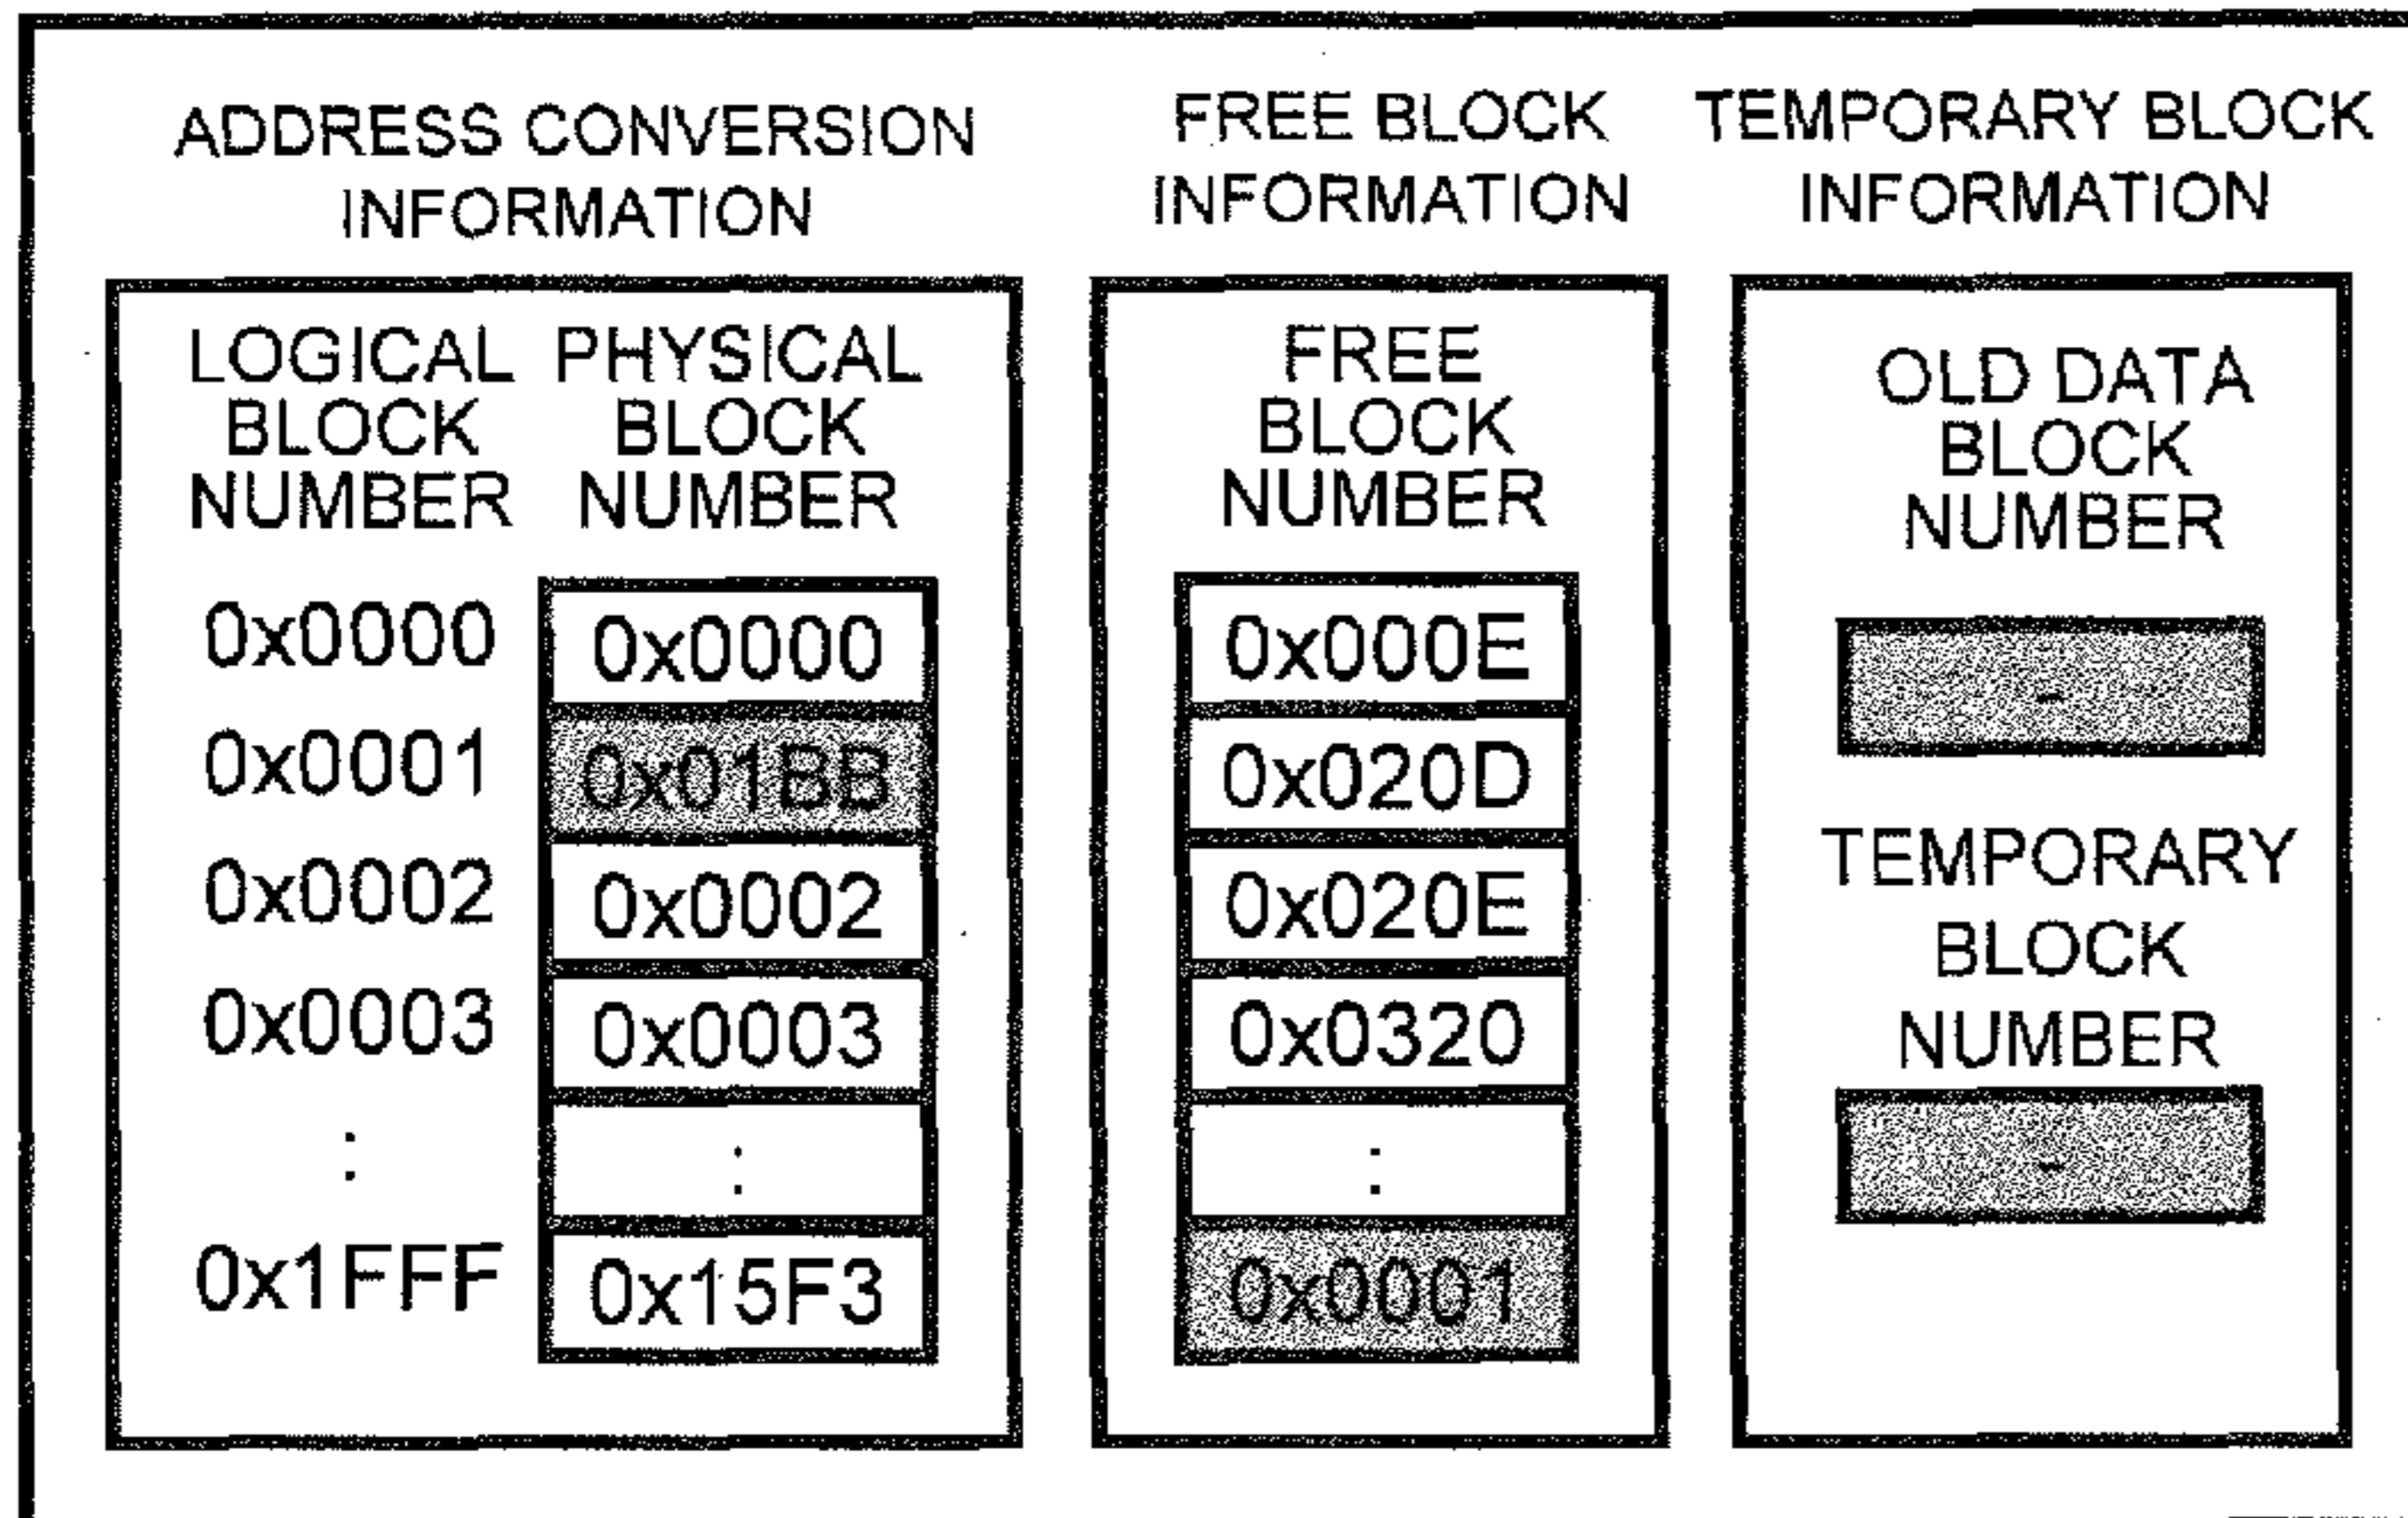 ADDRESS CONVERSION
INFORMATION
LOGICAL
BLOCK
NUMBER
PHYSICAL
BLOCK
NUMBER
0x0000
0x0000
0x0001
0x01BB
0x0002
0x0002
0x0003
0x0003
:
:
0x1FFF
0x15F3
FREE BLOCK
INFORMATION
FREE
BLOCK
NUMBER
0x000E
0x020D
0x020E
0x0320
:
0x0001
TEMPORARY BLOCK
INFORMATION
OLD DATA
BLOCK
NUMBER
-
TEMPORARY
BLOCK
NUMBER
-